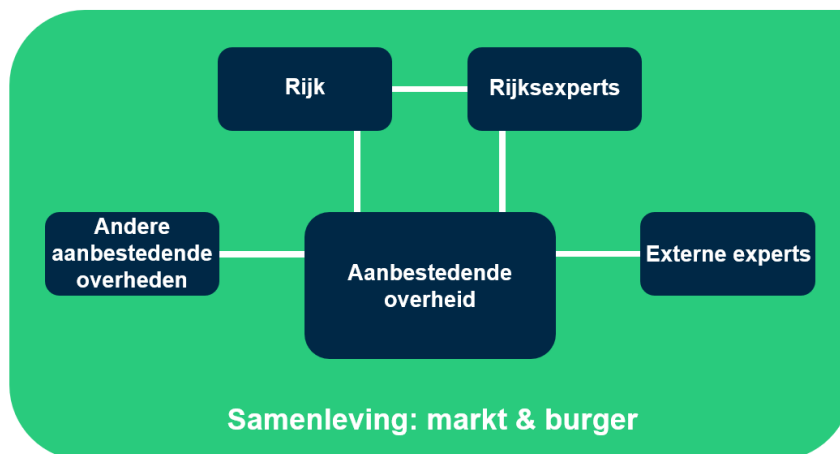 Rijk
Rijksexperts
Andere
aanbestedende
overheden
Aanbestedende
overheid
Externe experts
Samenleving: markt & burger